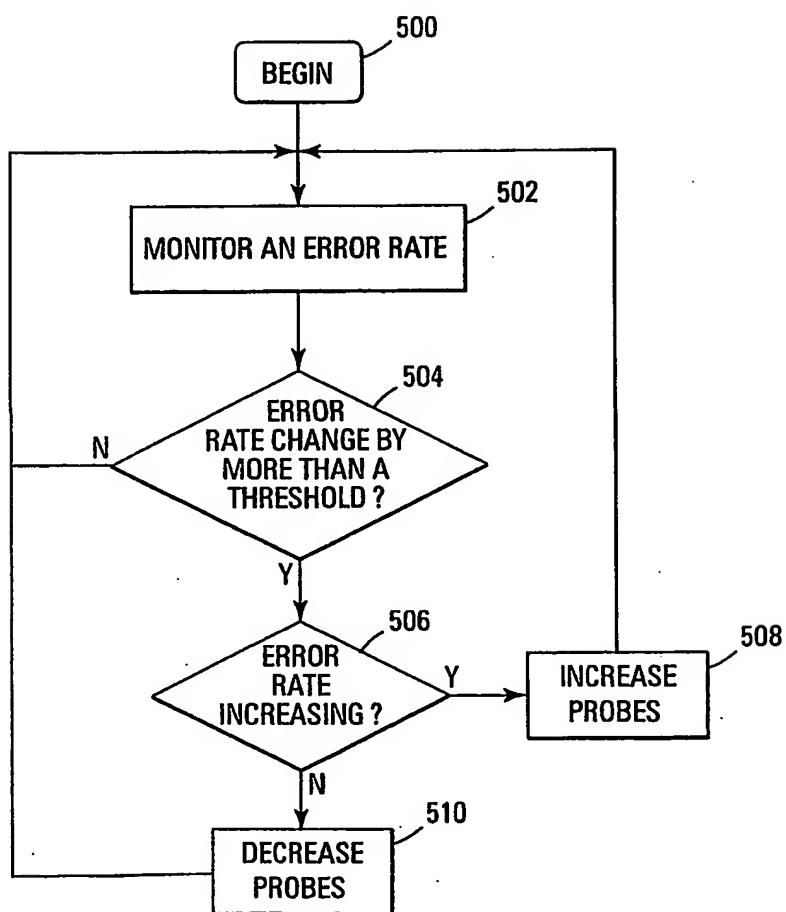 500
BEGIN
502
MONITOR AN ERROR RATE
504
ERROR
RATE CHANGE BY
MORE THAN A
THRESHOLD ?
N
Y
506
ERROR
RATE
INCREASING ?
Y
508
INCREASE
PROBES
N
510
DECREASE
PROBES